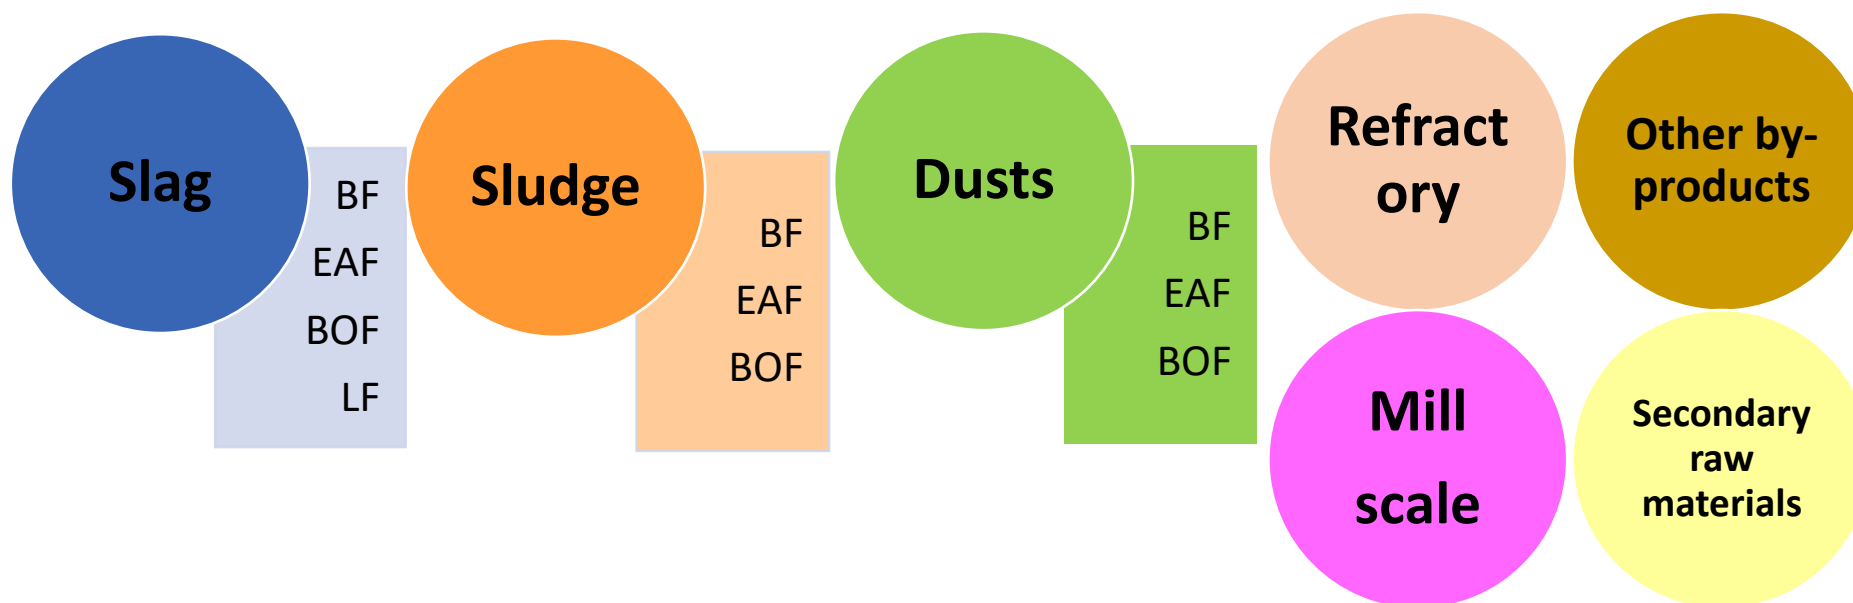 Slag
BF
EAF
BOF
LF
Sludge
BF
EAF
BOF
Dusts
BF
EAF
BOF
Refract
ory
Other by-
products
Mill
scale
Secondary
raw
materials